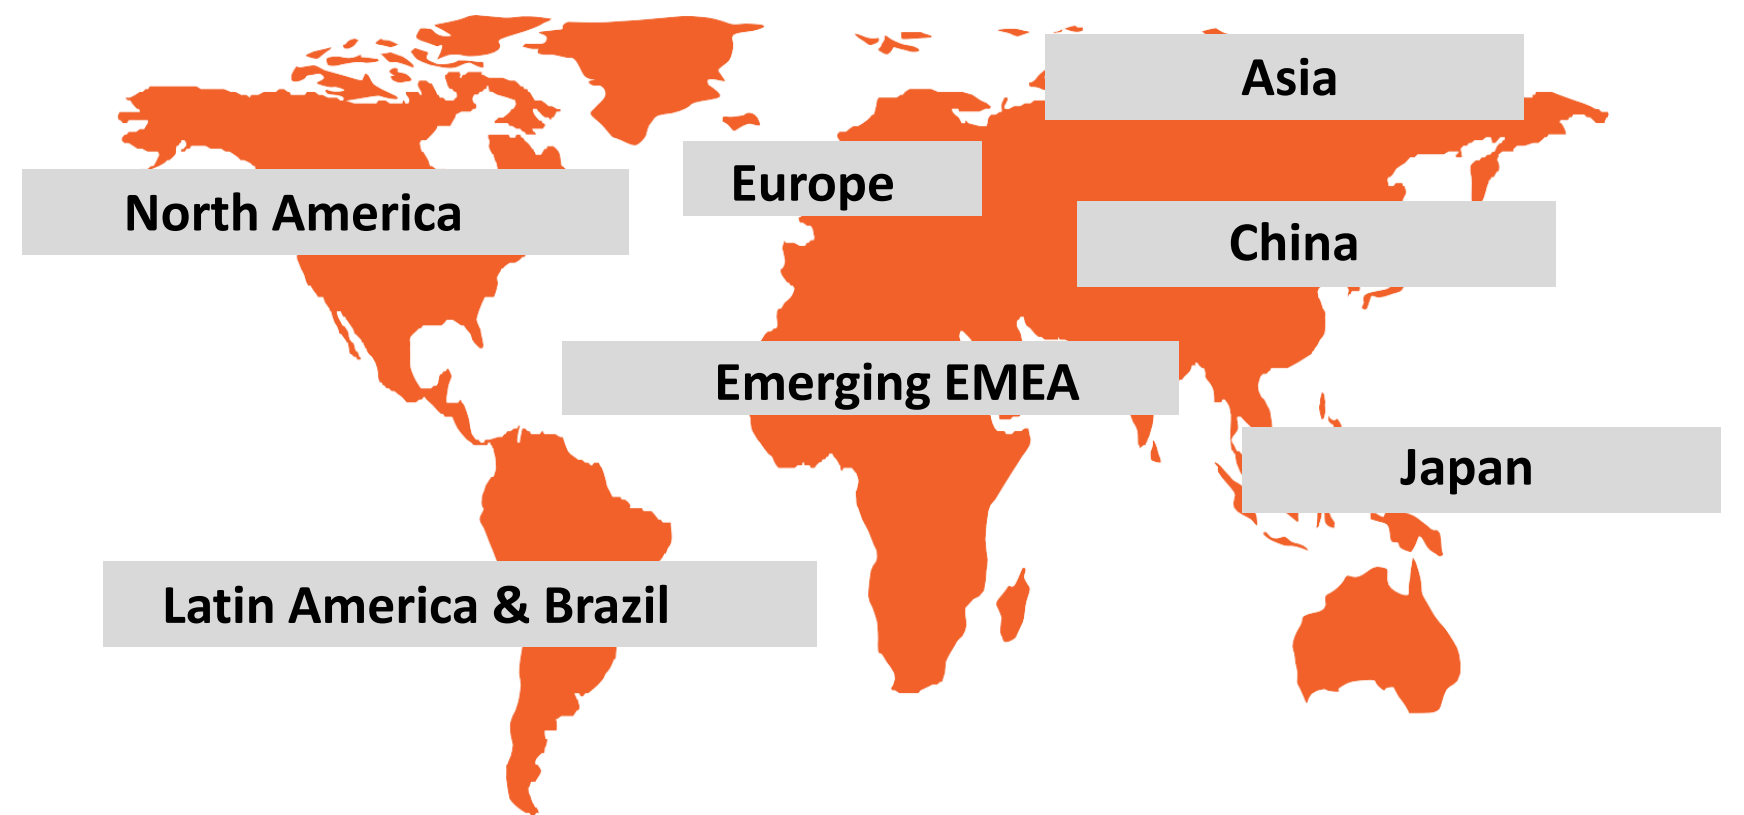 Asia
Europe
North America
China
Emerging EMEA
Japan
Latin America & Brazil